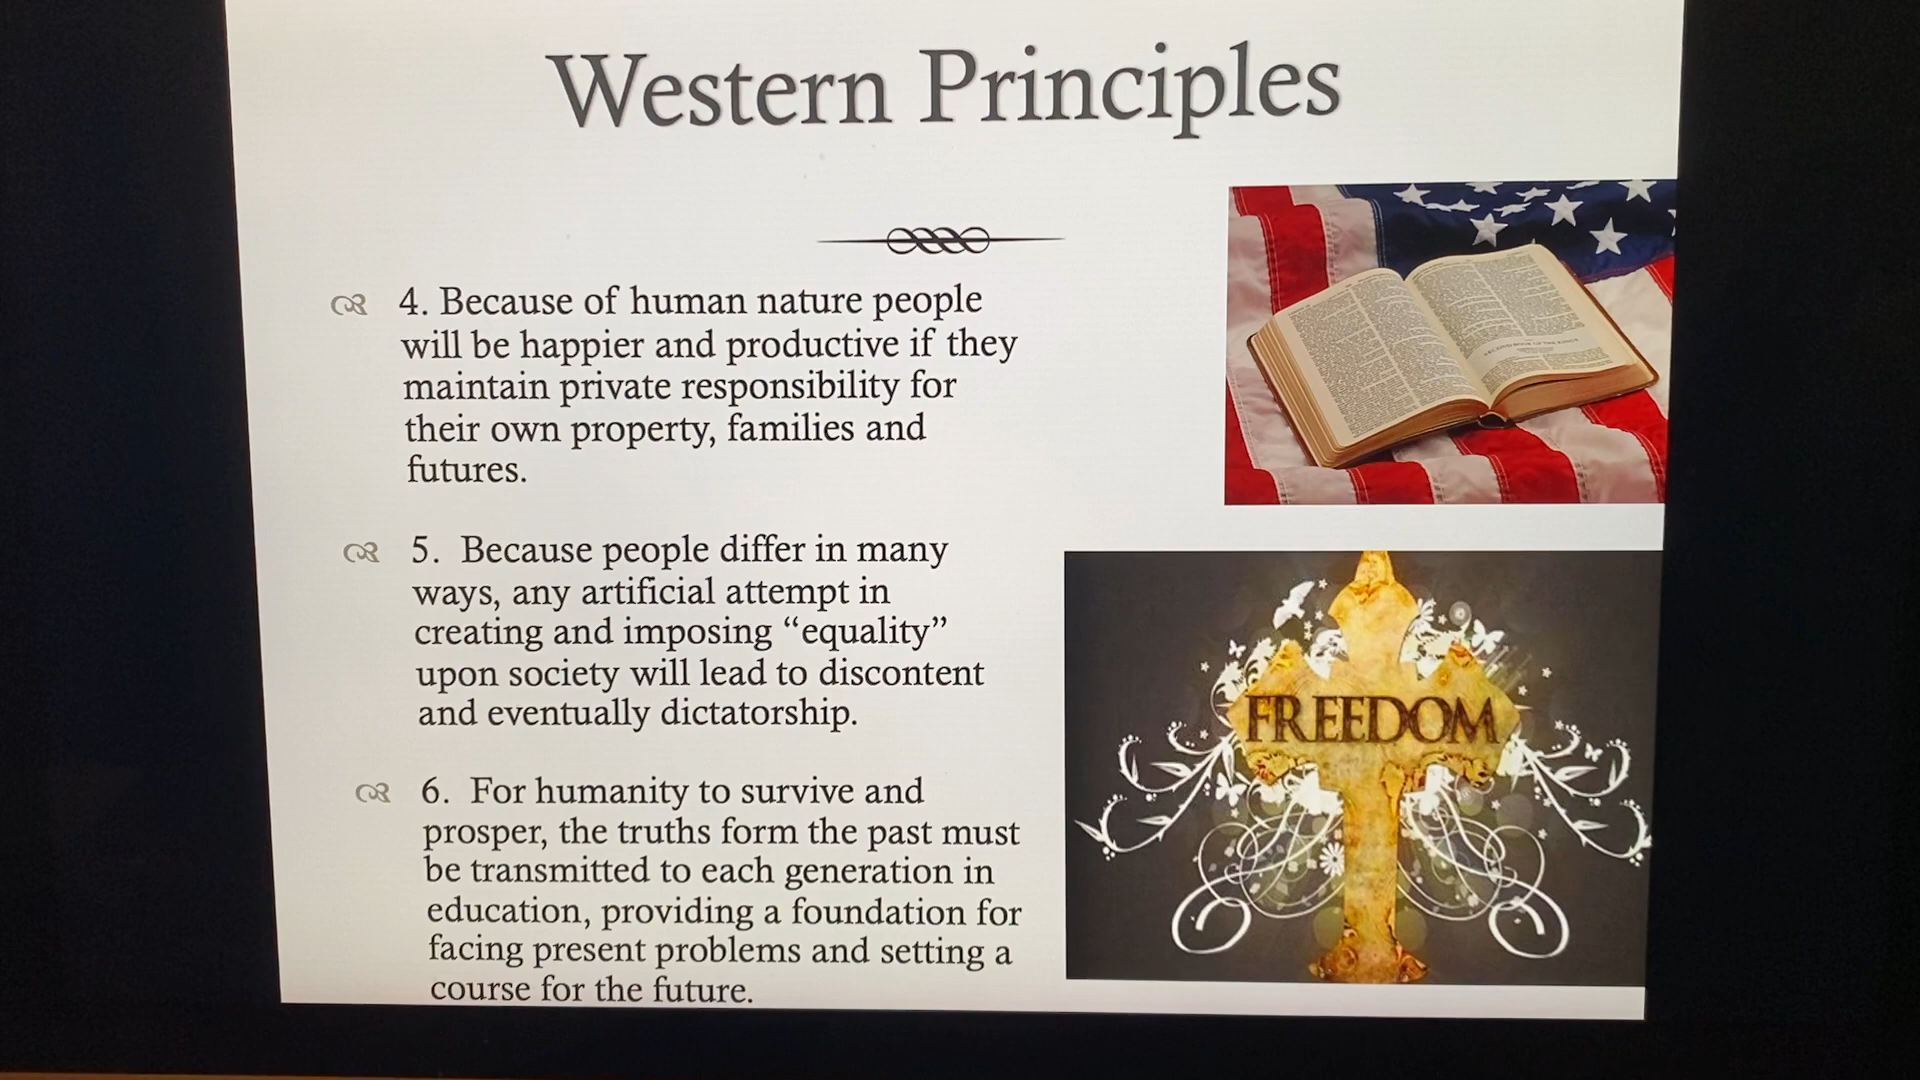 Western Principles
4. Because of human nature people
will be happier and productive if they
maintain private responsibility for
their own property, families and
futures.
5. Because people differ in many
ways, any artificial attempt in
creating and imposing “equality”
upon society will lead to discontent
and eventually dictatorship.
6. For humanity to survive and
prosper, the truths form the past must
be transmitted to each generation in
education, providing a foundation for
facing present problems and setting a
course for the future.
FREEDOM